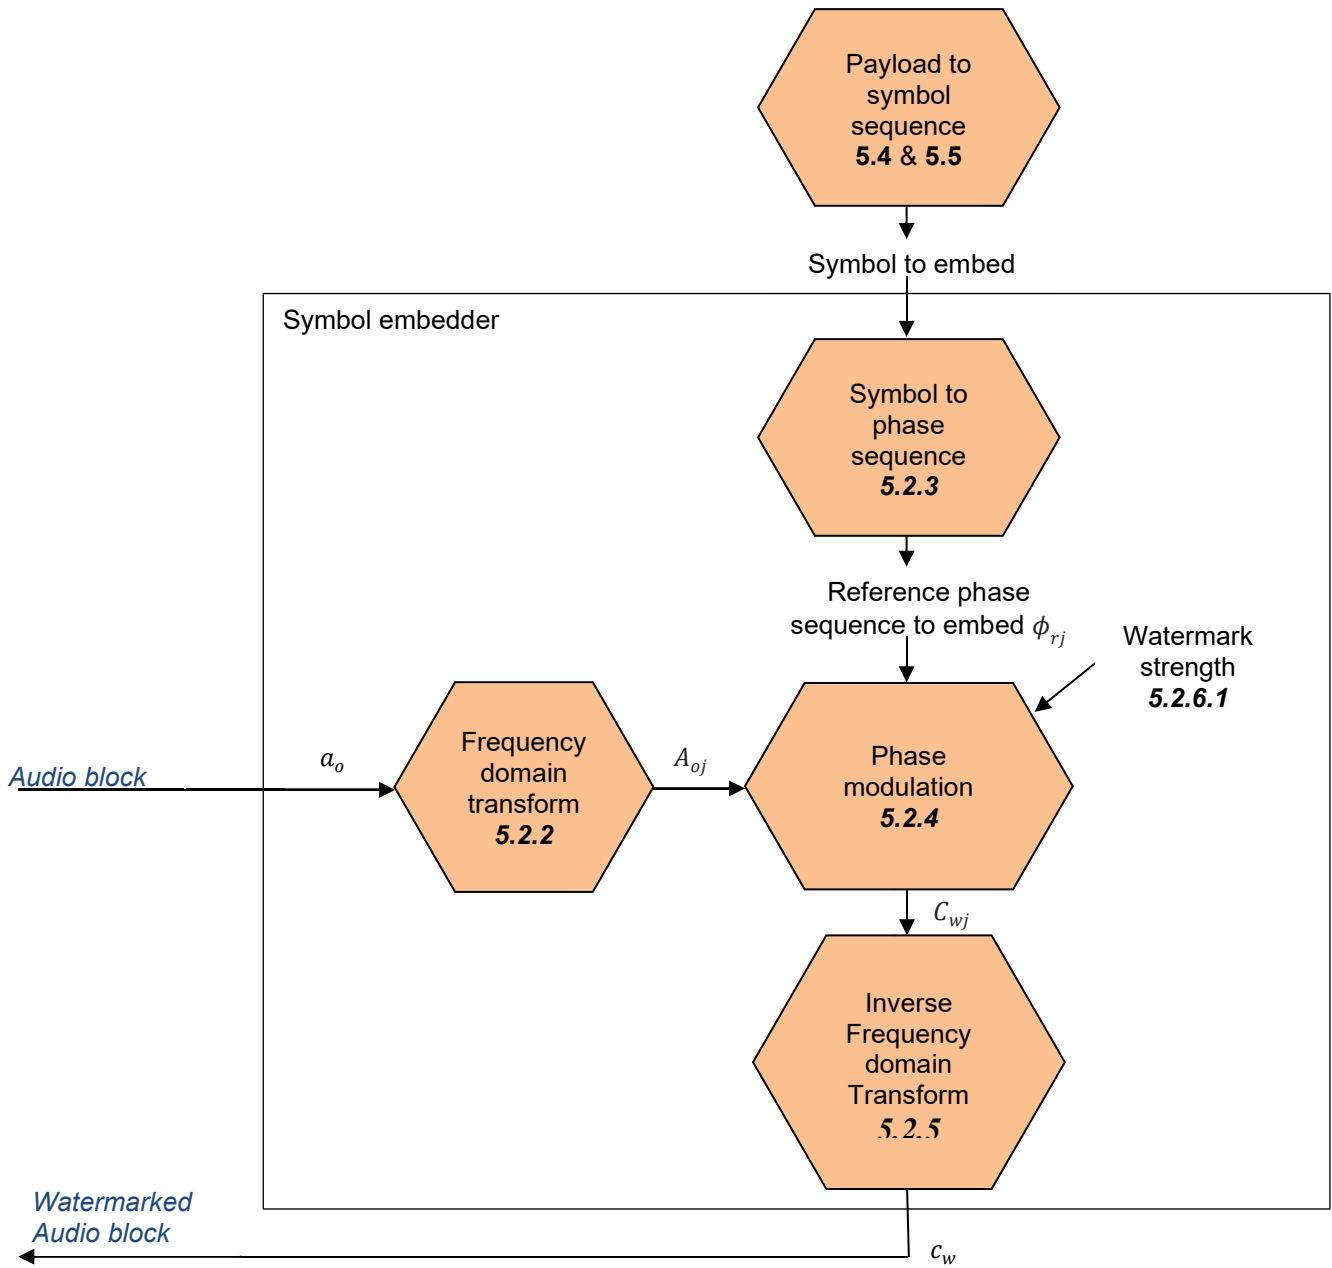 Payload to
symbol
sequence
5.4 & 5.5
Symbol to embed
Symbol embedder
Symbol to
phase
sequence
5.2.3
Reference phase
sequence to embed ϕrj
Watermark
strength
5.2.6.1
Audio block
ao
Frequency
domain
transform
5.2.2
Aoj
Phase
modulation
5.2.4
Cwj
Inverse
Frequency
domain
Transform
5.2.5
Watermarked
Audio block
cw